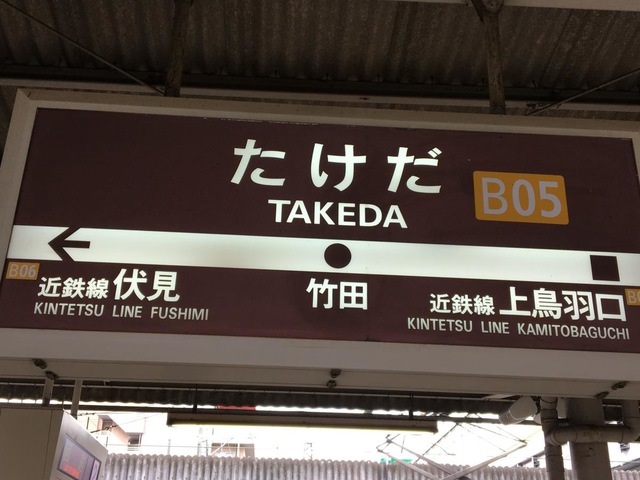 たけだ
TAKEDA
B05
B06
近鉄線 伏見
KINTETSU LINE FUSHIMI
竹田
近鉄線 上鳥羽口
KINTETSU LINE KAMITOBAGUCHI